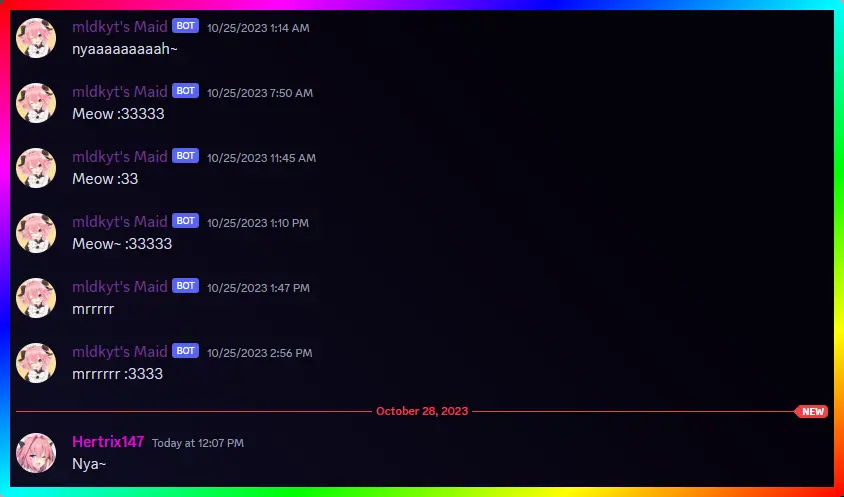 mldkyt's Maid BOT 10/25/2023 1:14 AM
nyaaaaaaaaah~
mldkyt's Maid BOT 10/25/2023 7:50 AM
Meow :33333
mldkyt's Maid BOT 10/25/2023 11:45 AM
Meow :33
mldkyt's Maid BOT 10/25/2023 1:10 PM
Meow~ :33333
mldkyt's Maid BOT 10/25/2023 1:47 PM
mrrrrr
mldkyt's Maid BOT 10/25/2023 2:56 PM
mrrrrrr :3333
October 28, 2023 NEW
Hertrix147 Today at 12:07 PM
Nya~